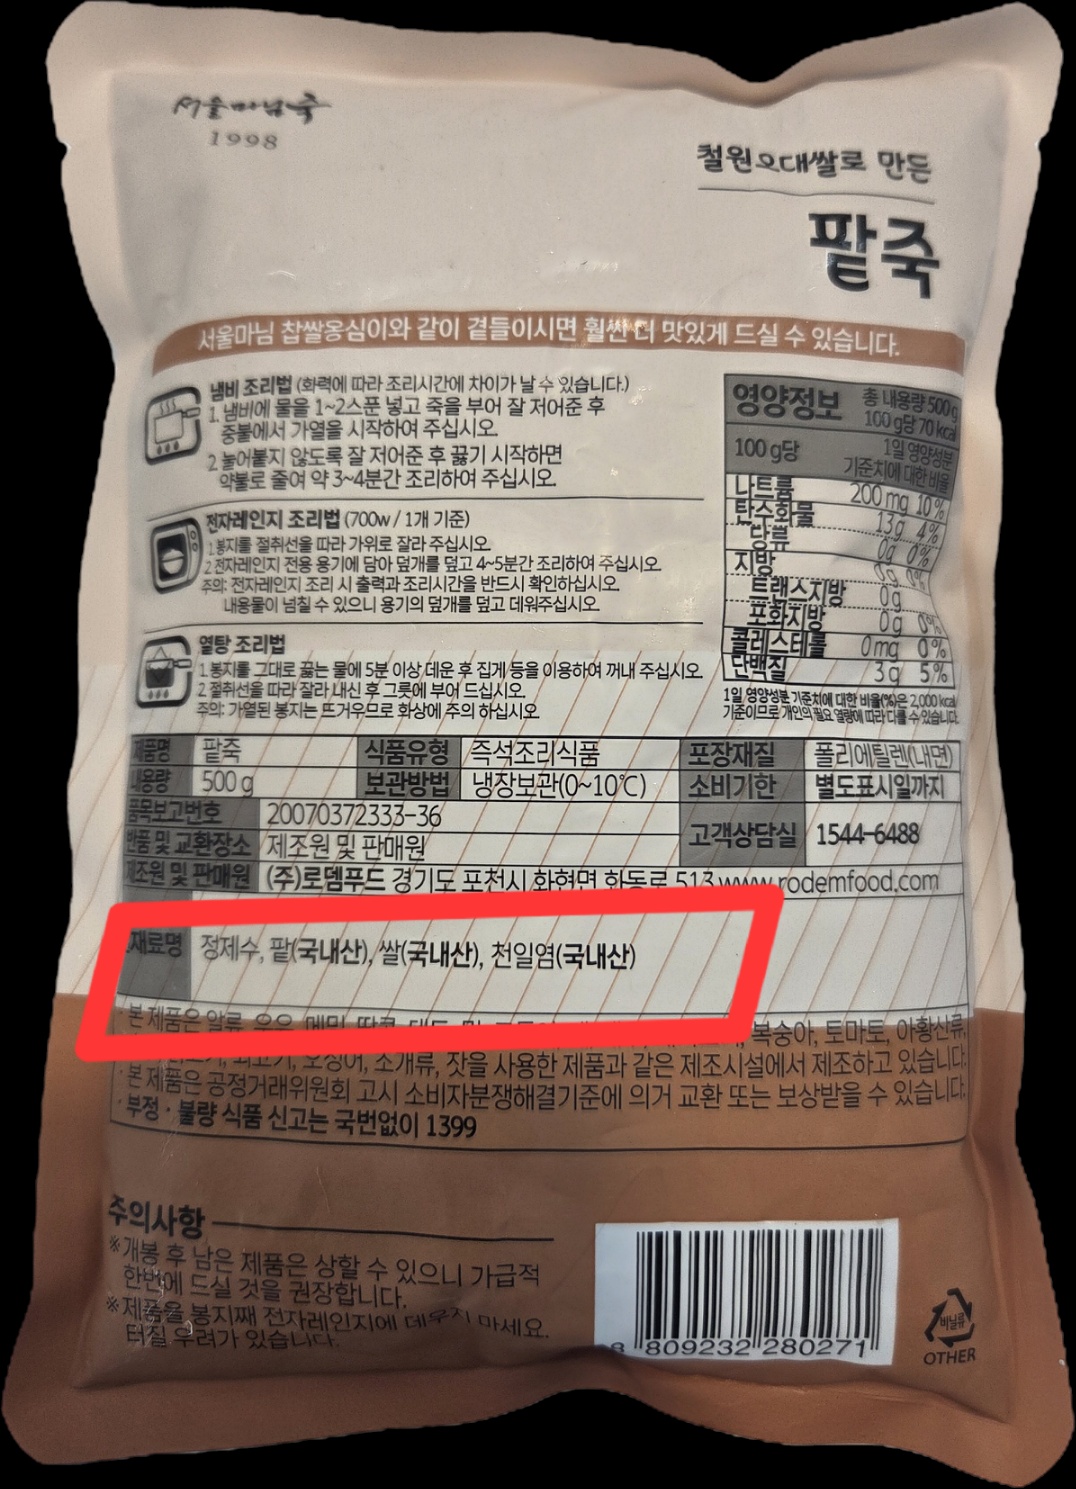 서울마님죽
1998
철원오대쌀로 만든
팥죽
서울마님 찹쌀옹심이와 같이 곁들이시면 훨씬 더 맛있게 드실 수 있습니다.
냄비 조리법 (화력에 따라 조리시간에 차이가 날 수 있습니다.)
1. 냄비에 물을 1~2스푼 넣고 죽을 부어 잘 저어준 후
중불에서 가열을 시작하여 주십시오.
2. 눌어붙지 않도록 잘 저어준 후 끓기 시작하면
약불로 줄여 약 3~4분간 조리하여 주십시오.
전자레인지 조리법 (700w / 1개 기준)
1. 봉지를 절취선을 따라 가위로 잘라 주십시오.
2. 전자레인지 전용 용기에 담아 덮개를 덮고 4~5분간 조리하여 주십시오.
주의: 전자레인지 조리 시 출력과 조리시간을 반드시 확인하십시오.
내용물이 넘칠 수 있으니 용기의 덮개를 덮고 데워주십시오.
열탕 조리법
1. 봉지를 그대로 끓는 물에 5분 이상 데운 후 집게 등을 이용하여 꺼내 주십시오.
2. 절취선을 따라 잘라 내신 후 그릇에 부어 드십시오.
주의: 가열된 봉지는 뜨거우므로 화상에 주의 하십시오.
영양정보 총 내용량 500g
100 g당 70 kcal
100 g당 1일 영양성분
기준치에 대한 비율
나트륨 200 mg 10%
탄수화물 13g 4%
당류 0g 0%
지방 0g 0%
트랜스지방 0g
포화지방 0g 0%
콜레스테롤 0mg 0%
단백질 3g 5%
1일 영양성분 기준치에 대한 비율(%)은 2,000 kcal
기준이므로 개인의 필요 열량에 따라 다를 수 있습니다.
제품명 팥죽 식품유형 즉석조리식품 포장재질 폴리에틸렌(내면)
내용량 500 g 보관방법 냉장보관(0~10℃) 소비기한 별도표시일까지
품목보고번호 20070372333-36 고객상담실 1544-6488
반품 및 교환장소 제조원 및 판매원
제조원 및 판매원 (주)로뎀푸드 경기도 포천시 화현면 화동로 513 www.rodemfood.com
재료명 정제수, 팥(국내산), 쌀(국내산), 천일염(국내산)
· 본 제품은 알류, 우유, 메밀, 땅콩, 대두, 밀, 복숭아, 토마토, 아황산류,
쇠고기, 오징어, 조개류, 잣을 사용한 제품과 같은 제조시설에서 제조하고 있습니다.
· 본 제품은 공정거래위원회 고시 소비자분쟁해결기준에 의거 교환 또는 보상받을 수 있습니다.
· 부정 · 불량 식품 신고는 국번없이 1399
주의사항
※개봉 후 남은 제품은 상할 수 있으니 가급적
한번에 드실 것을 권장합니다.
※제품을 봉지째 전자레인지에 데우지 마세요.
터질 우려가 있습니다.
8 809232 280271
비닐류
OTHER